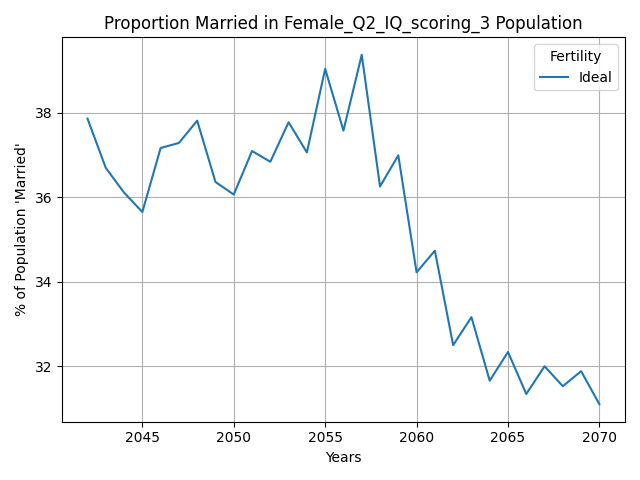 Proportion Married in Female_Q2_IQ_scoring_3 Population
Fertility
Ideal
% of Population 'Married'
38
36
34
32
2045 2050 2055 2060 2065 2070
Years